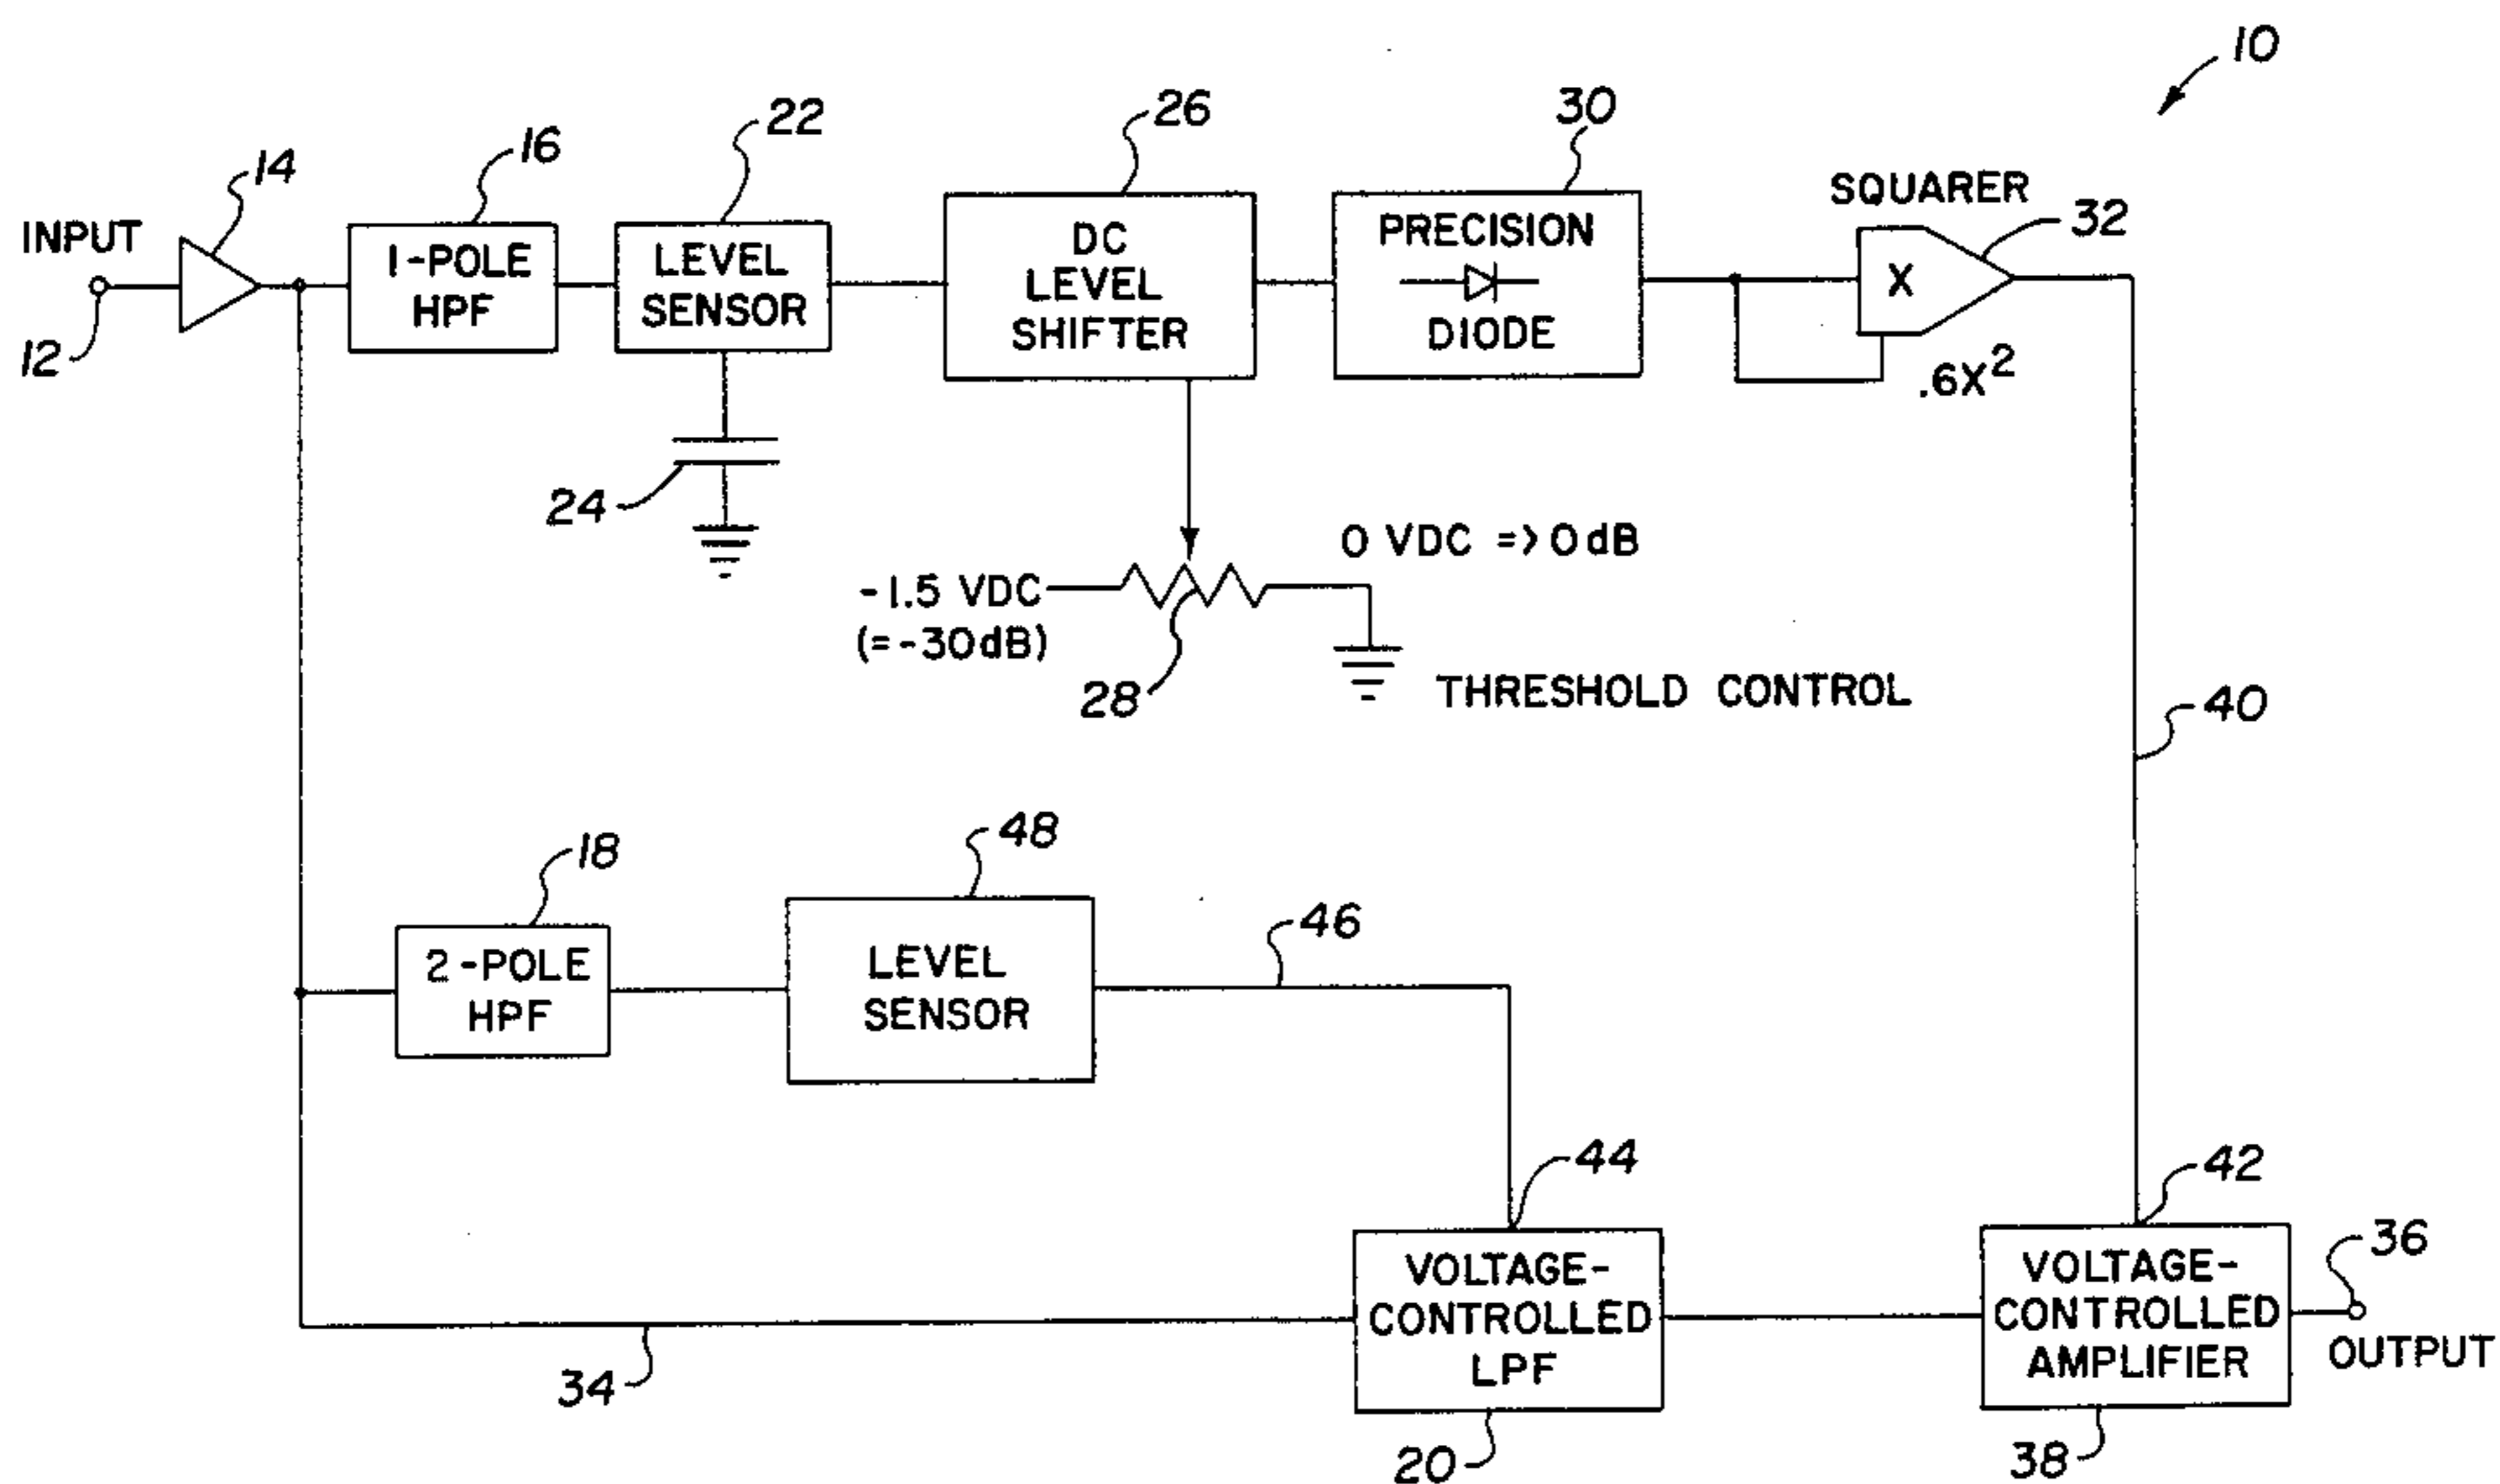 10
INPUT
12
14
16
1-POLE
HPF
22
LEVEL
SENSOR
24
26
DC
LEVEL
SHIFTER
30
PRECISION
DIODE
SQUARER
32
X
.6X²
0 VDC => 0dB
-1.5 VDC
(= -30dB)
28
THRESHOLD CONTROL
40
18
2-POLE
HPF
48
LEVEL
SENSOR
46
44
42
VOLTAGE-
CONTROLLED
LPF
20
VOLTAGE-
CONTROLLED
AMPLIFIER
38
36
OUTPUT
34